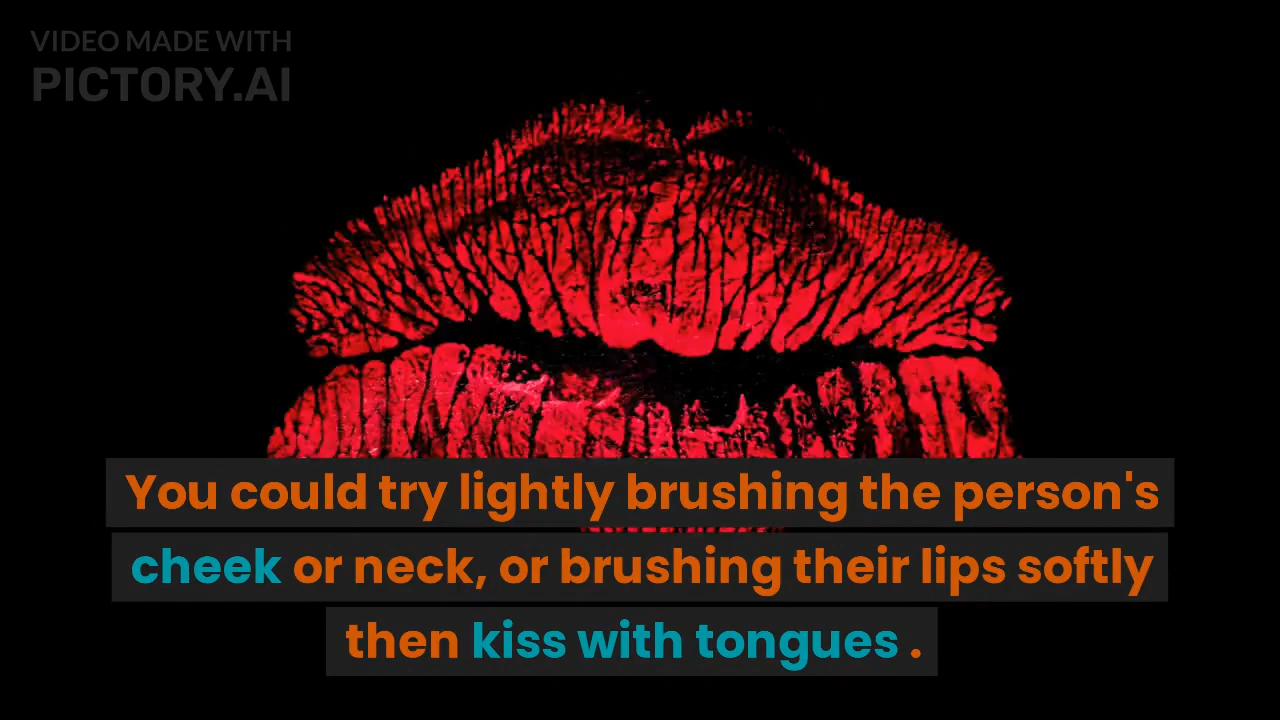 VIDEO MADE WITH
PICTORY.AI
You could try lightly brushing the person's
cheek or neck, or brushing their lips softly
then kiss with tongues .